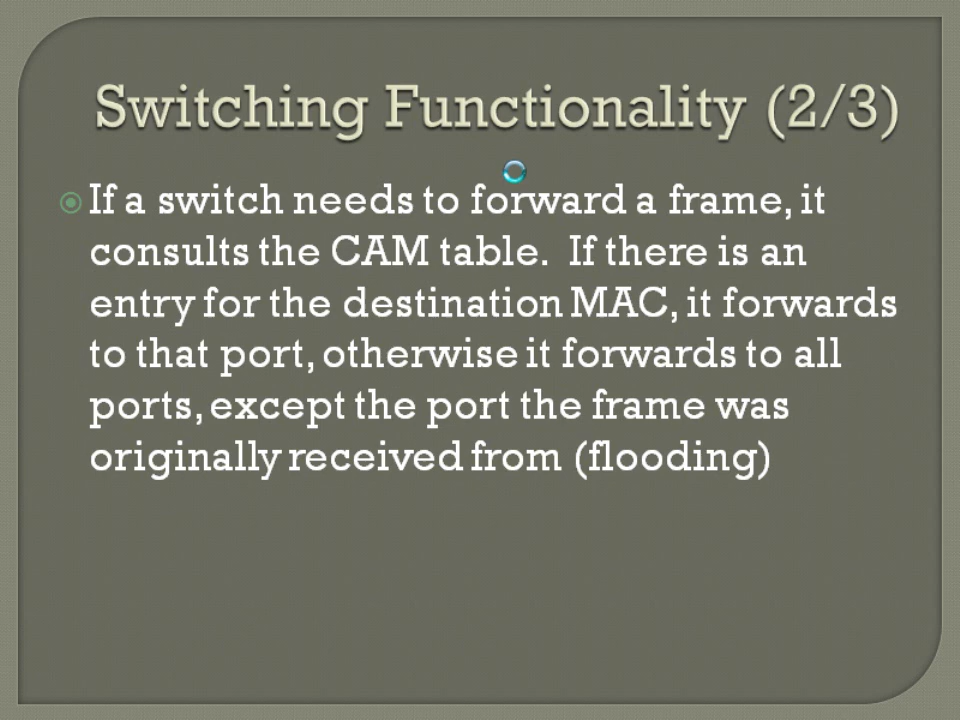 Switching Functionality (2/3)
If a switch needs to forward a frame, it
consults the CAM table.  If there is an
entry for the destination MAC, it forwards
to that port, otherwise it forwards to all
ports, except the port the frame was
originally received from (flooding)